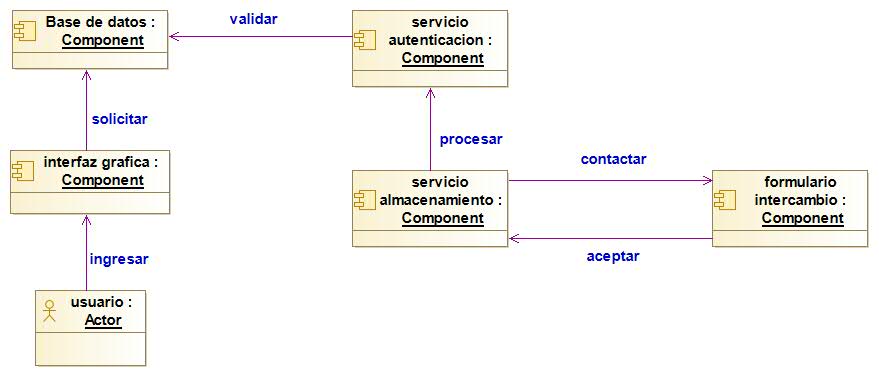 Base de datos :
Component
validar
servicio
autenticacion :
Component
solicitar
procesar
interfaz grafica :
Component
contactar
servicio
almacenamiento :
Component
formulario
intercambio :
Component
ingresar
aceptar
usuario :
Actor